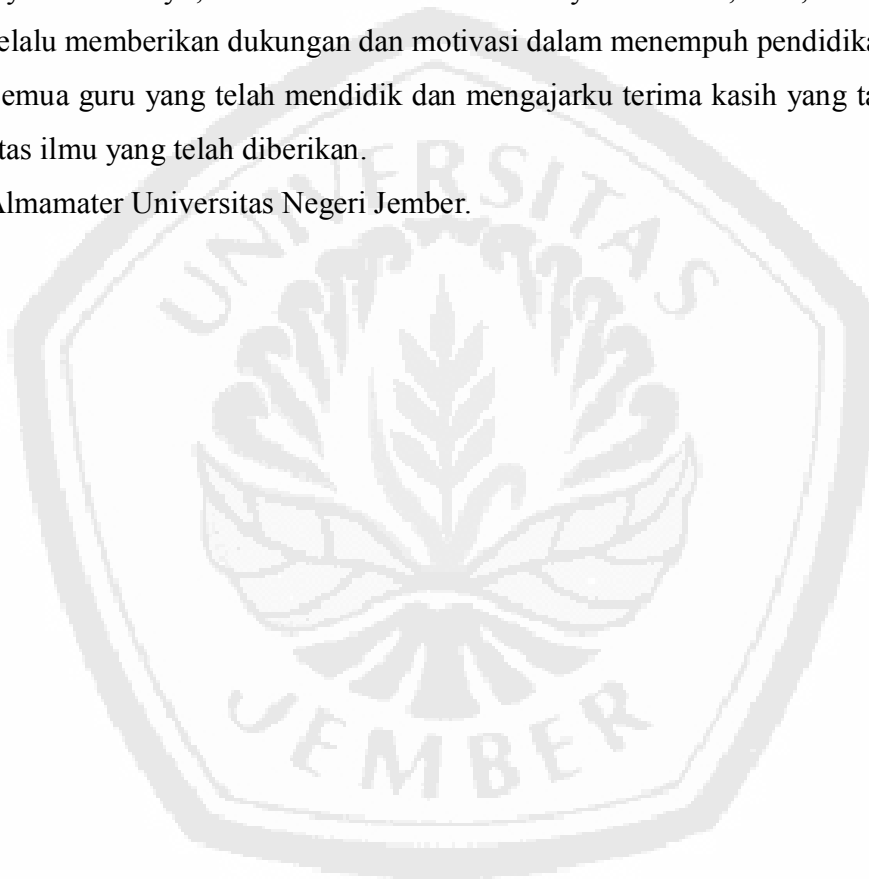 elalu memberikan dukungan dan motivasi dalam menempuh pendidika
emua guru yang telah mendidik dan mengajarku terima kasih yang ta
tas ilmu yang telah diberikan.
Almamater Universitas Negeri Jember.
UNIVERSITAS
JEMBER